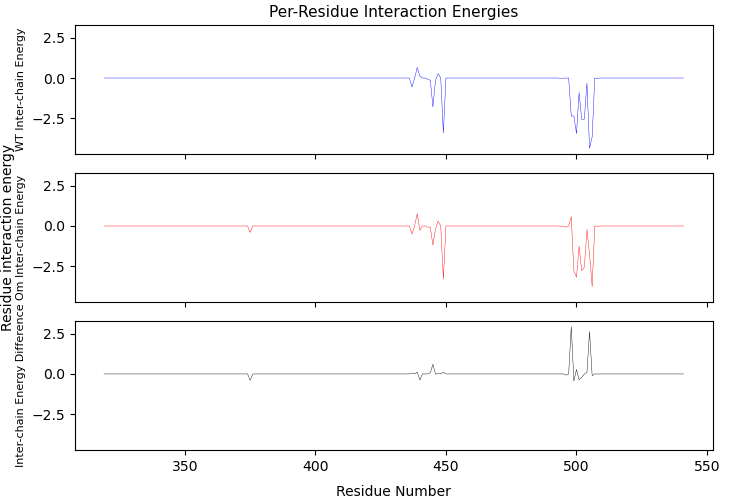 Per-Residue Interaction Energies
WT Inter-chain Energy
2.5
0.0
−2.5
Residue interaction energy
Om Inter-chain Energy
2.5
0.0
−2.5
Inter-chain Energy Difference
2.5
0.0
−2.5
350
400
450
500
550
Residue Number